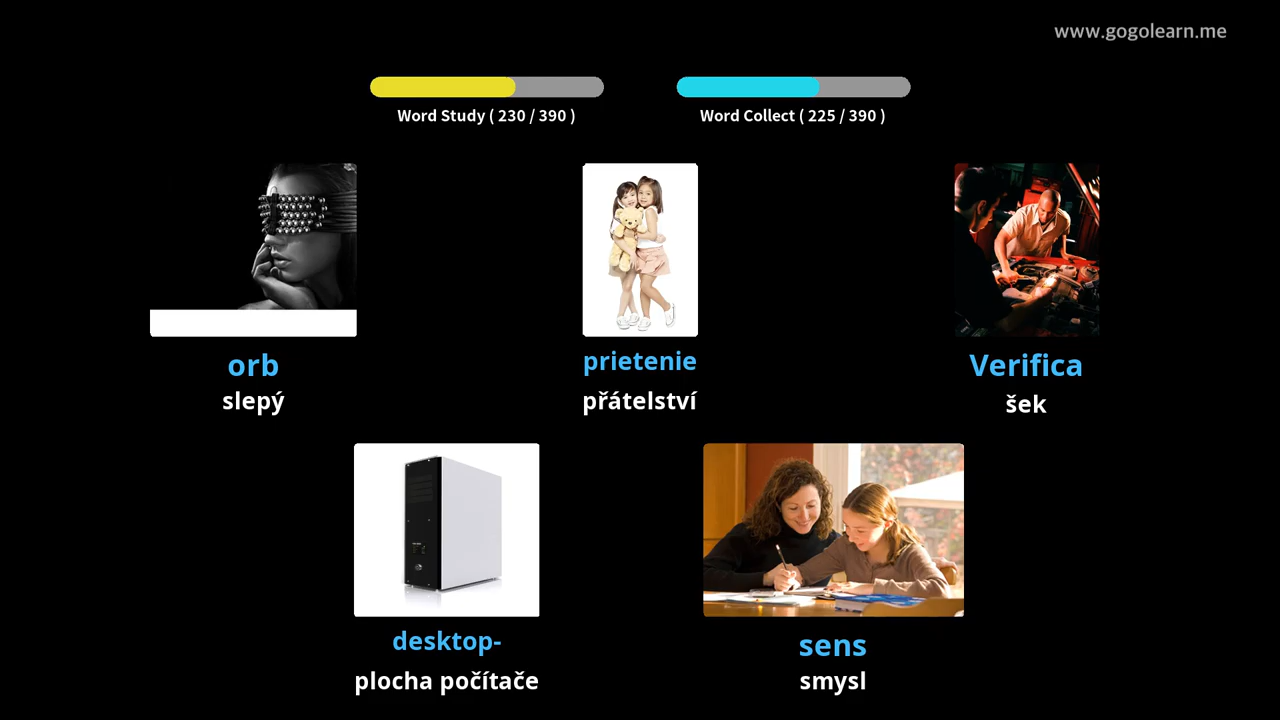 www.gogolearn.me
Word Study ( 230 / 390 )
Word Collect ( 225 / 390 )
orb
slepý
prietenie
přátelství
Verifica
šek
desktop-
plocha počítače
sens
smysl